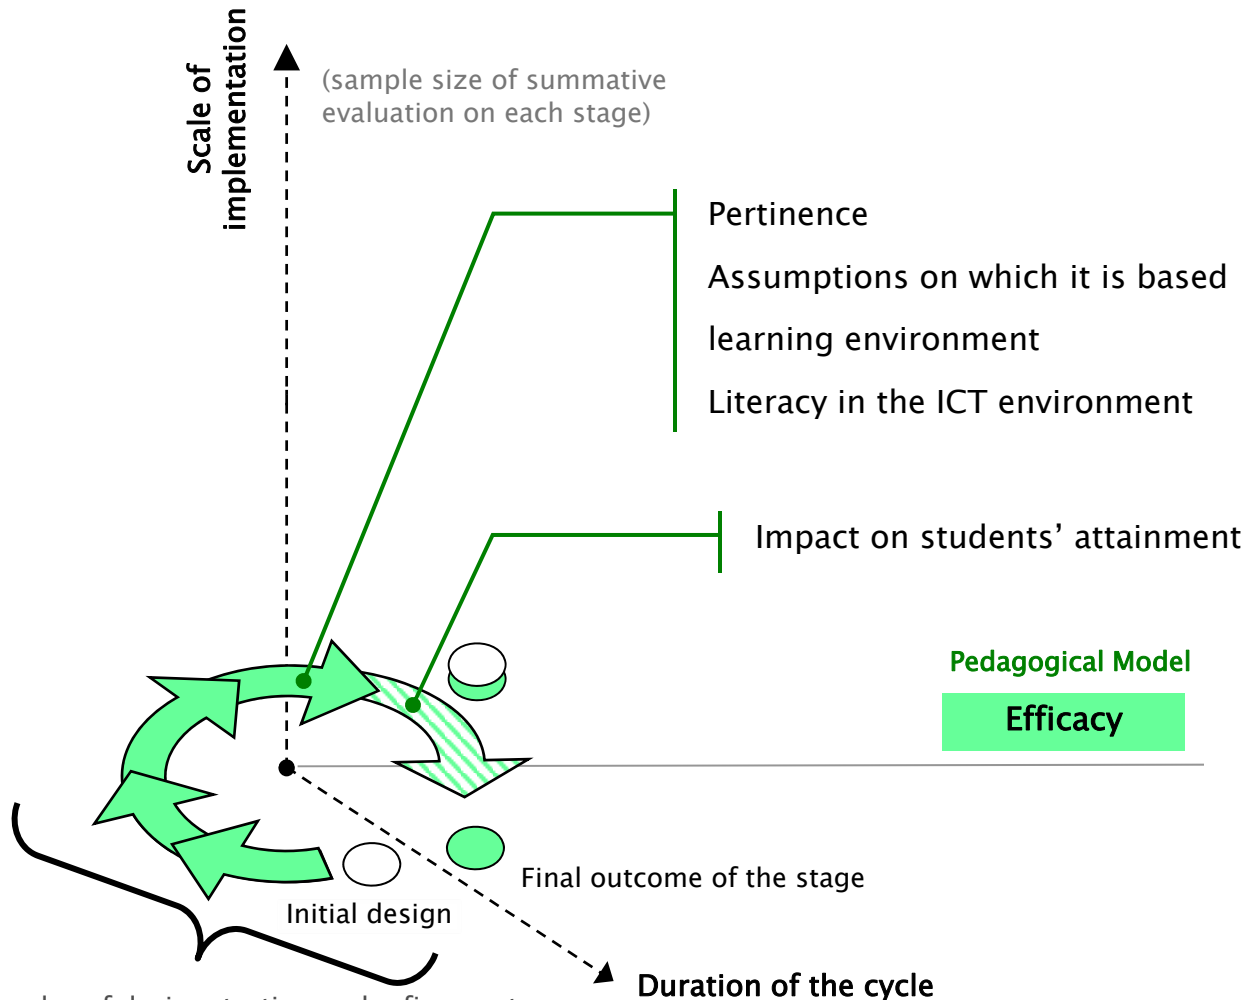 Scale of
implementation
(sample size of summative
evaluation on each stage)
Pertinence
Assumptions on which it is based
learning environment
Literacy in the ICT environment
Impact on students’ attainment
Pedagogical Model
Efficacy
Final outcome of the stage
Initial design
Duration of the cycle